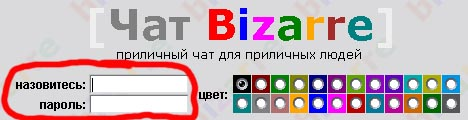 [Чат Bizarre]
приличный чат для приличных людей
назовитесь:
цвет:
пароль: